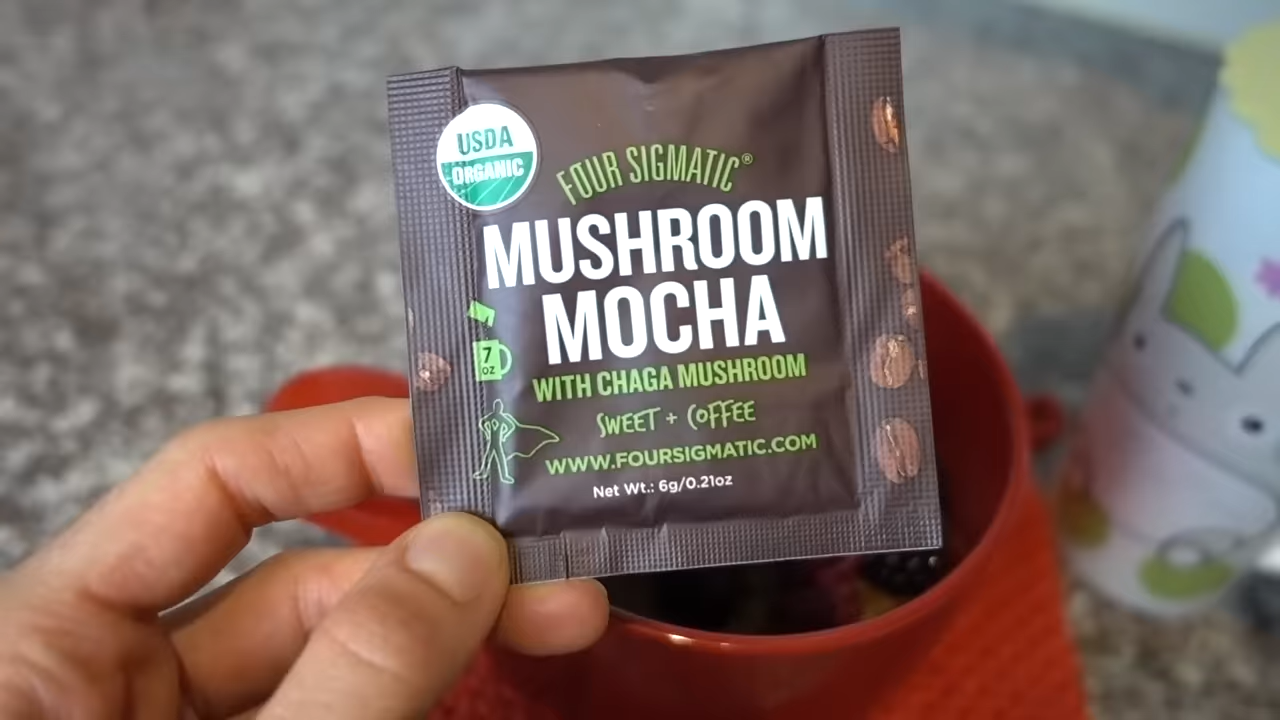 USDA
ORGANIC
FOUR SIGMATIC®
MUSHROOM
MOCHA
7
OZ
WITH CHAGA MUSHROOM
SWEET + COFFEE
WWW.FOURSIGMATIC.COM
Net Wt.: 6g/0.21oz